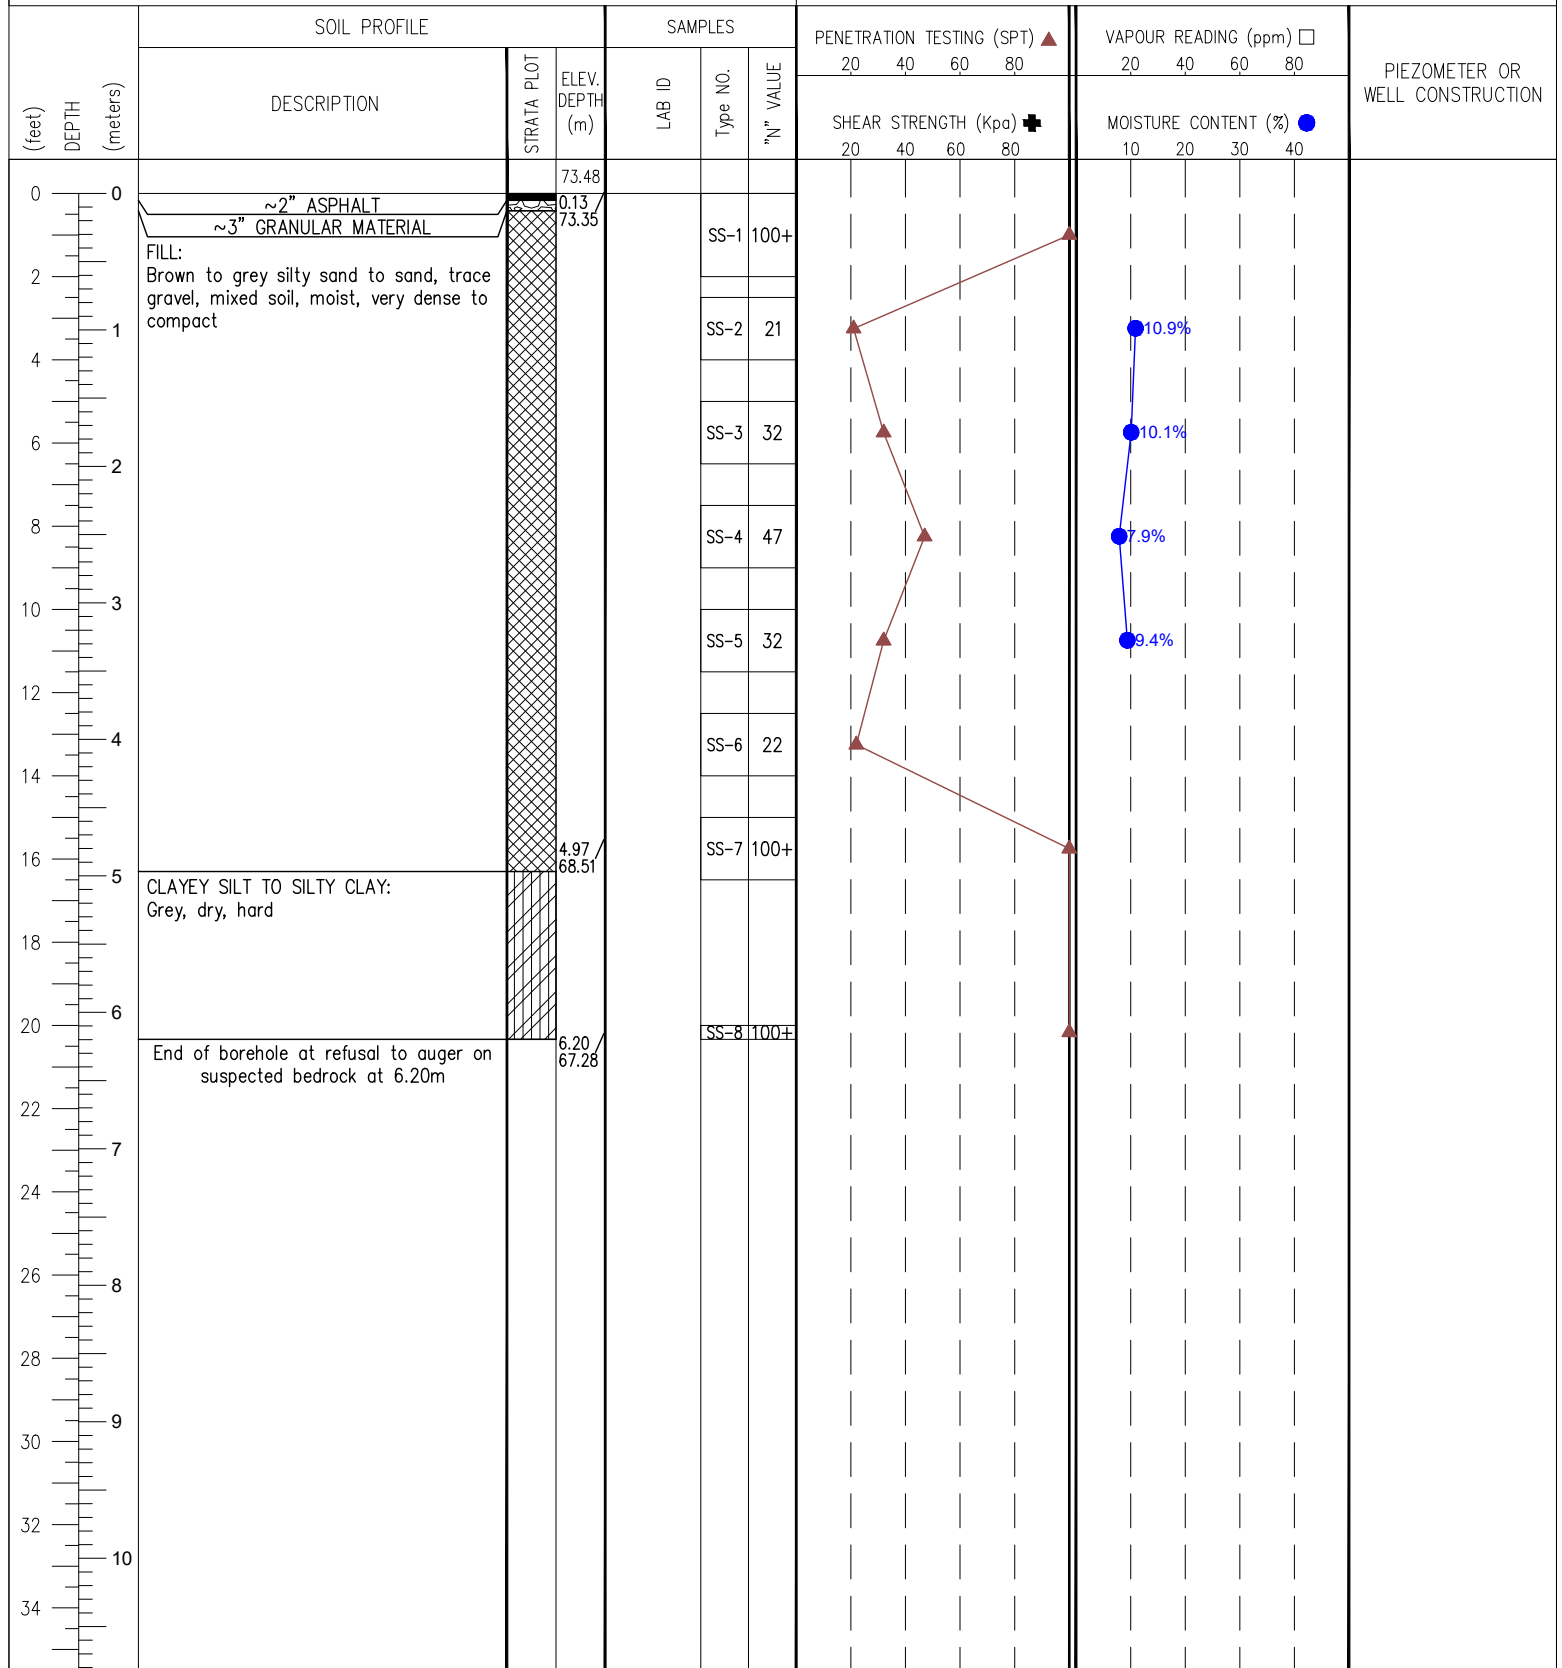 SOIL PROFILE
SAMPLES
PENETRATION TESTING (SPT)
20 40 60 80
VAPOUR READING (ppm)
20 40 60 80
PIEZOMETER OR
WELL CONSTRUCTION
(feet)
DEPTH
(meters)
DESCRIPTION
STRATA PLOT
ELEV.
DEPTH
(m)
LAB ID
Type NO.
"N" VALUE
SHEAR STRENGTH (Kpa)
20 40 60 80
MOISTURE CONTENT (%)
10 20 30 40
73.48
0 0
~2" ASPHALT
0.13
~3" GRANULAR MATERIAL
73.35
SS-1 100+
FILL:
Brown to grey silty sand to sand, trace
gravel, mixed soil, moist, very dense to
compact
2
1
SS-2 21
10.9%
4
6
SS-3 32
10.1%
2
8
SS-4 47
7.9%
10
3
SS-5 32
9.4%
12
4
SS-6 22
14
16
4.97
68.51
SS-7 100+
5
CLAYEY SILT TO SILTY CLAY:
Grey, dry, hard
18
6
20
SS-8 100+
6.20
67.28
End of borehole at refusal to auger on
suspected bedrock at 6.20m
22
7
24
26
8
28
9
30
32
10
34